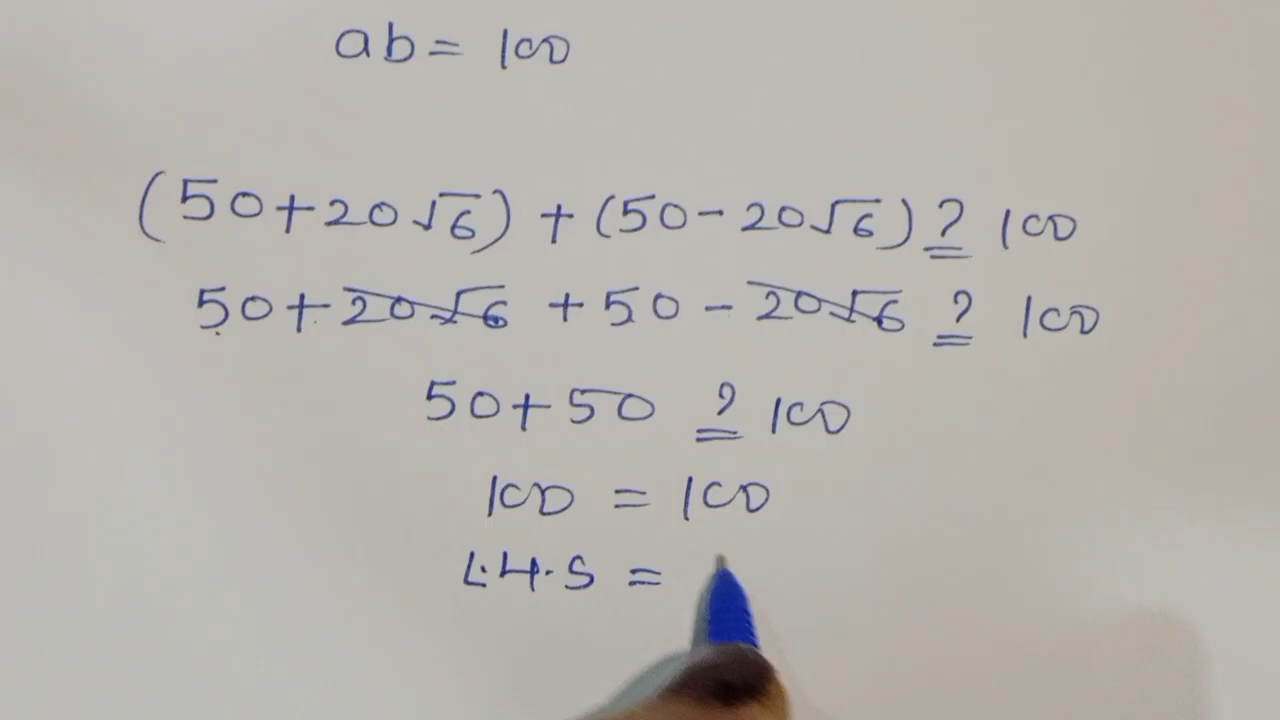 ab = 100
(50+20√6) + (50-20√6) ? 100
50+20√6 + 50 - 20√6 ? 100
50+50 ? 100
100 = 100
L.H.S =